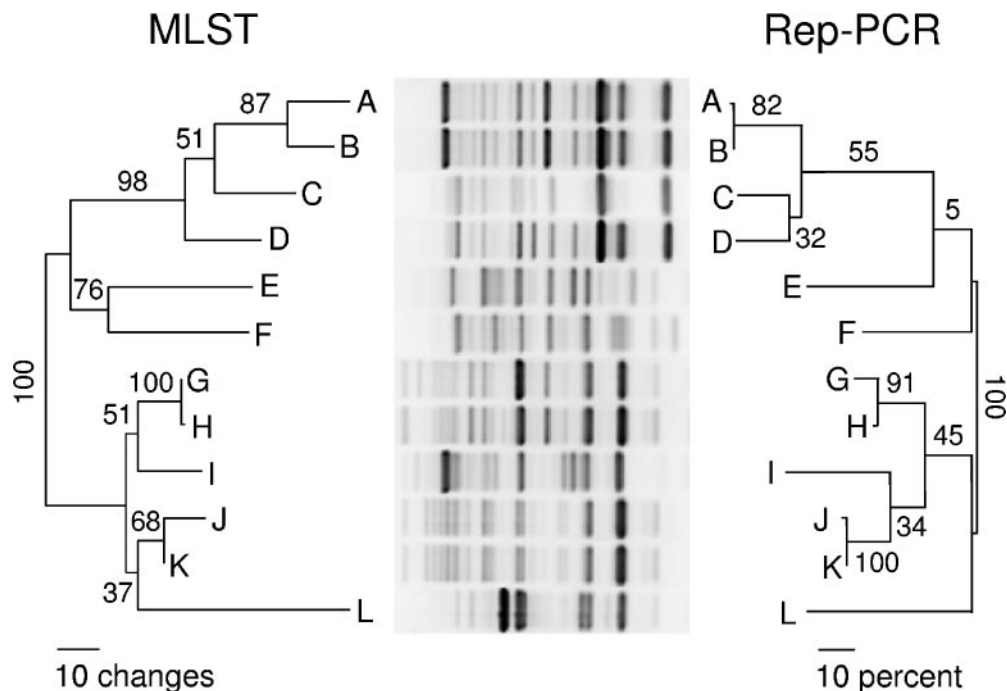 MLST
Rep-PCR
87
A
51
B
98
C
D
76
E
F
100
100
G
51
H
I
68
J
K
37
L
10 changes
A
82
B
55
C
5
D
32
E
F
G
91
H
100
45
I
J
34
K
100
L
10 percent